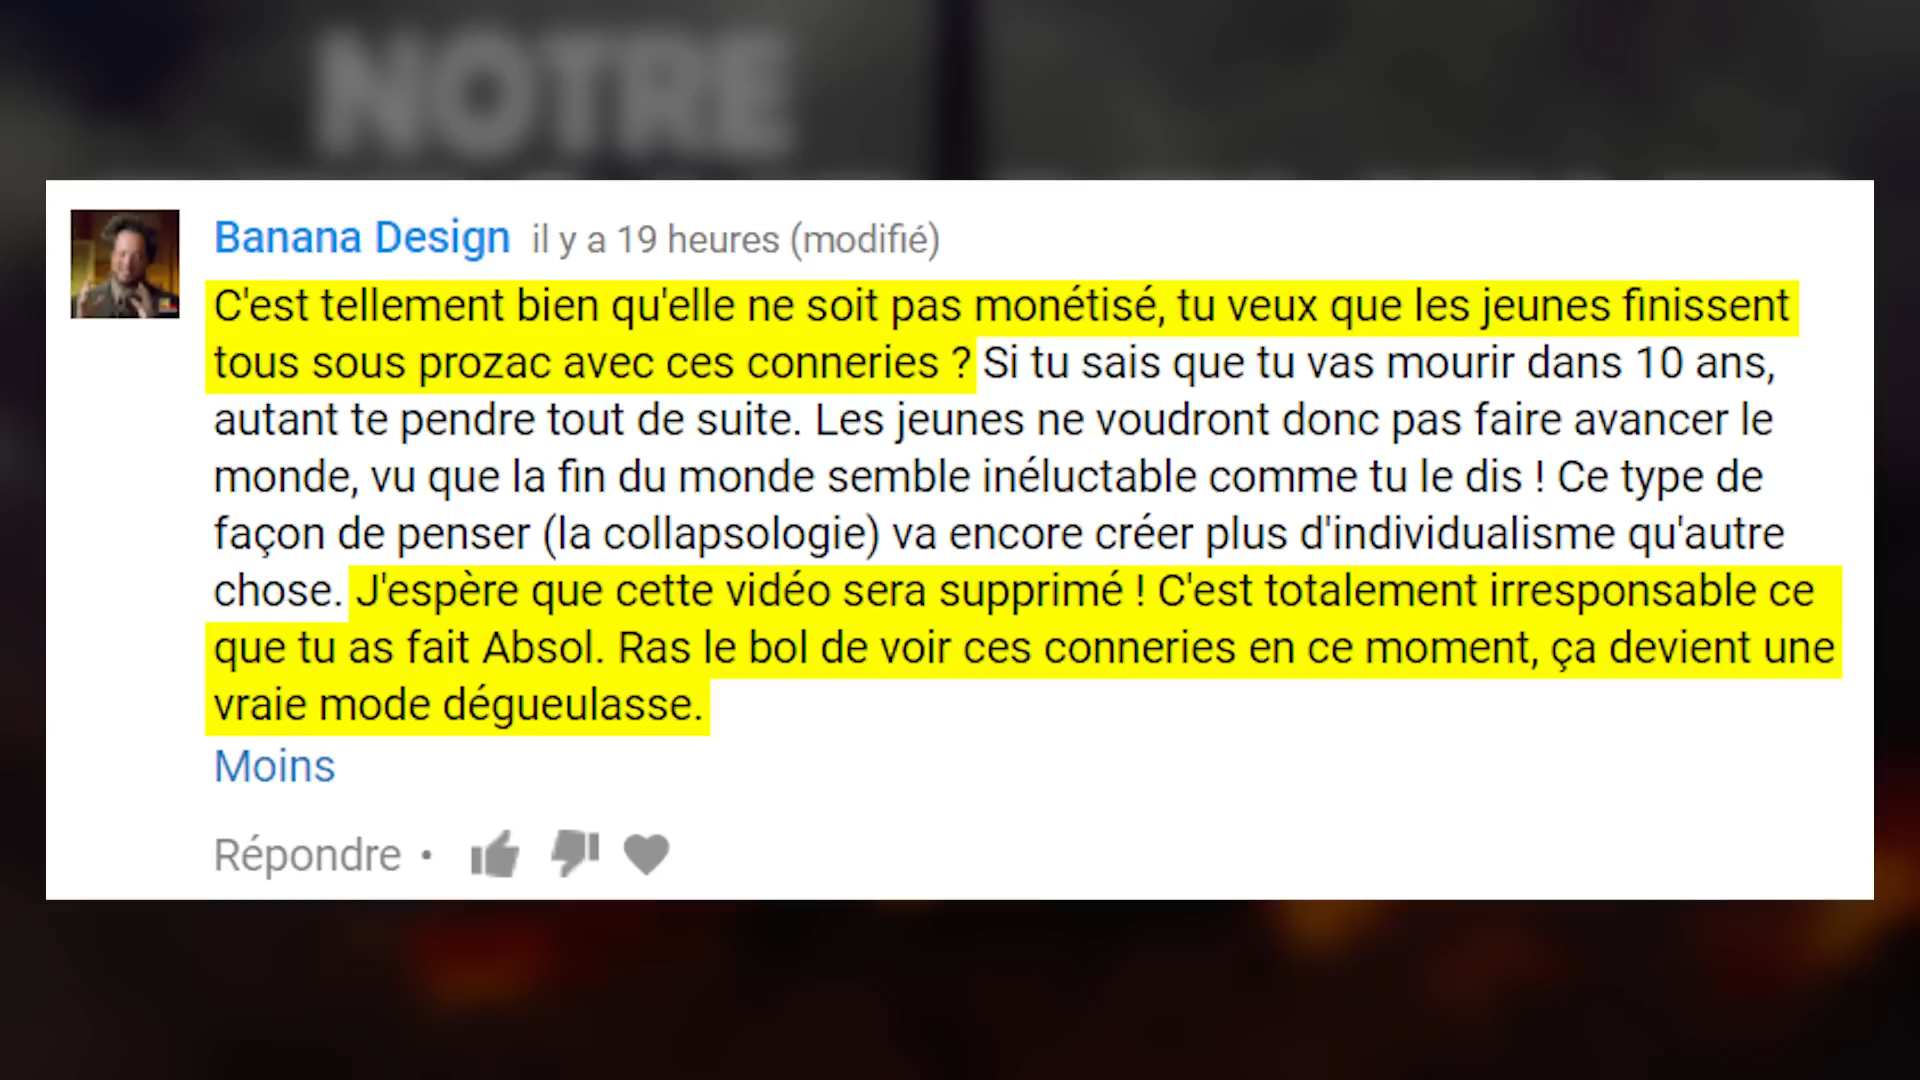 NOTRE
Banana Design il y a 19 heures (modifié)
C'est tellement bien qu'elle ne soit pas monétisé, tu veux que les jeunes finissent
tous sous prozac avec ces conneries ? Si tu sais que tu vas mourir dans 10 ans,
autant te pendre tout de suite. Les jeunes ne voudront donc pas faire avancer le
monde, vu que la fin du monde semble inéluctable comme tu le dis ! Ce type de
façon de penser (la collapsologie) va encore créer plus d'individualisme qu'autre
chose. J'espère que cette vidéo sera supprimé ! C'est totalement irresponsable ce
que tu as fait Absol. Ras le bol de voir ces conneries en ce moment, ça devient une
vraie mode dégueulasse.
Moins
Répondre •